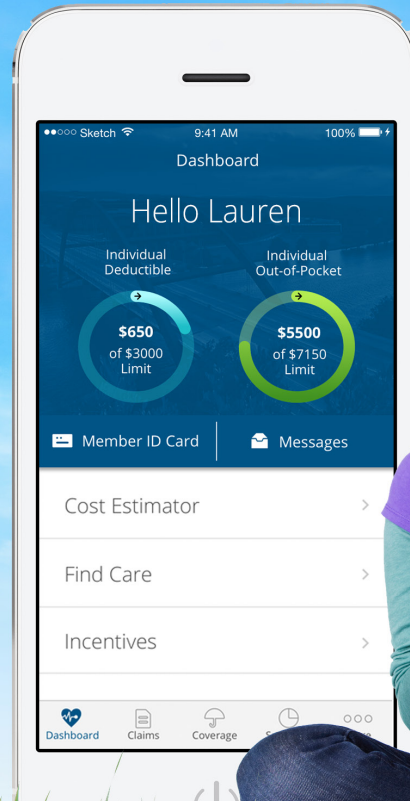 Sketch 9:41 AM 100%
Dashboard
Hello Lauren
Individual Individual
Deductible Out-of-Pocket
$650 $5500
of $3000 of $7150
Limit Limit
Member ID Card Messages
Cost Estimator
Find Care
Incentives
Dashboard Claims Coverage